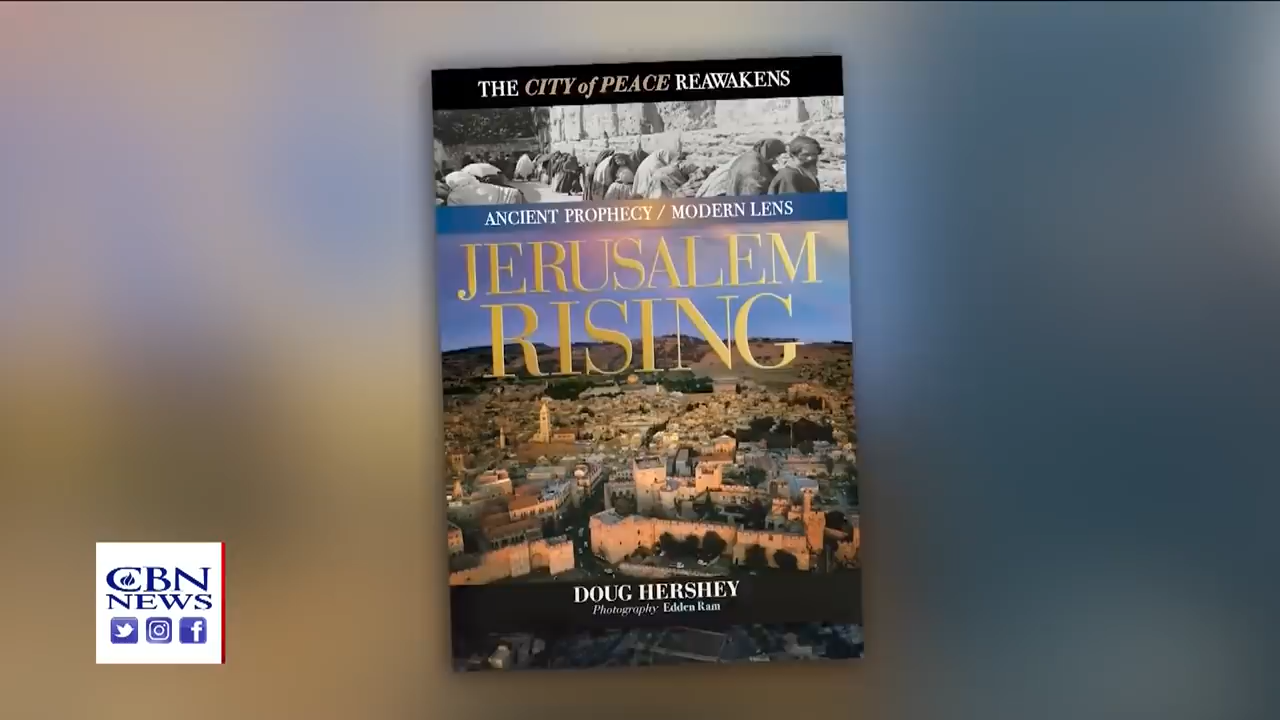 THE CITY of PEACE REAWAKENS
ANCIENT PROPHECY / MODERN LENS
JERUSALEM
RISING
DOUG HERSHEY
Photography Edden Ram
CBN
NEWS